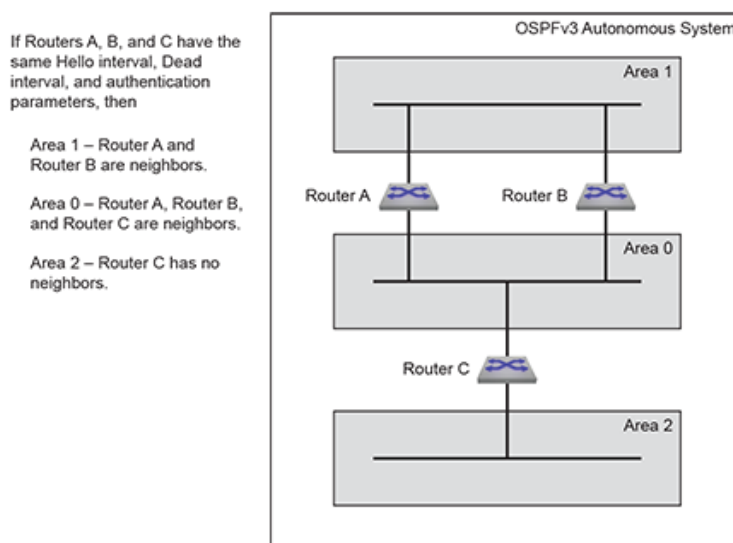 OSPFv3 Autonomous System
If Routers A, B, and C have the
same Hello interval, Dead
interval, and authentication
parameters, then
Area 1 – Router A and
Router B are neighbors.
Area 0 – Router A, Router B,
and Router C are neighbors.
Area 2 – Router C has no
neighbors.
Area 1
Router A
Router B
Area 0
Router C
Area 2